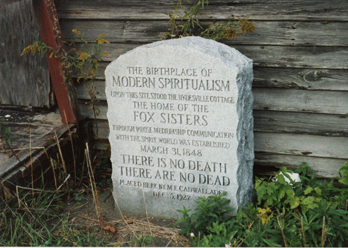 THE BIRTHPLACE OF
MODERN SPIRITUALISM
UPON THIS SITE STOOD THE HYDESVILLE COTTAGE
THE HOME OF THE
FOX SISTERS
THROUGH WHOSE MEDIUMSHIP COMMUNICATION
WITH THE SPIRIT WORLD WAS ESTABLISHED
MARCH 31, 1848
THERE IS NO DEATH
THERE ARE NO DEAD
PLACED HERE BY M.E. CADWALLADER
DEC. 5, 1927